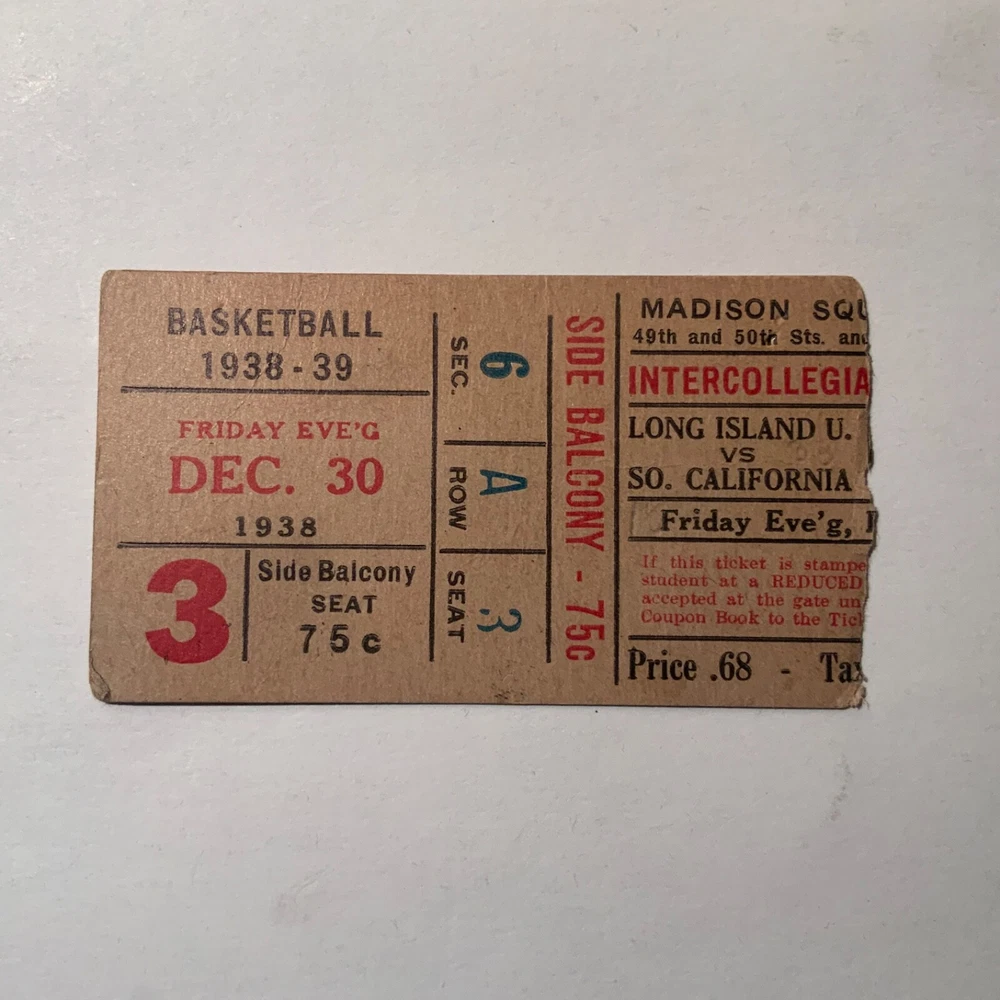 BASKETBALL
1938-39
FRIDAY EVE'G
DEC. 30
1938
3
Side Balcony
SEAT
75c
SEC. 6
ROW A
SEAT 3
SIDE BALCONY - 75c
MADISON SQU
49th and 50th Sts. and
INTERCOLLEGIA
LONG ISLAND U.
VS
SO. CALIFORNIA
Friday Eve'g,
If this ticket is stampe
student at a REDUCED
accepted at the gate un
Coupon Book to the Tick
Price .68 - Tax